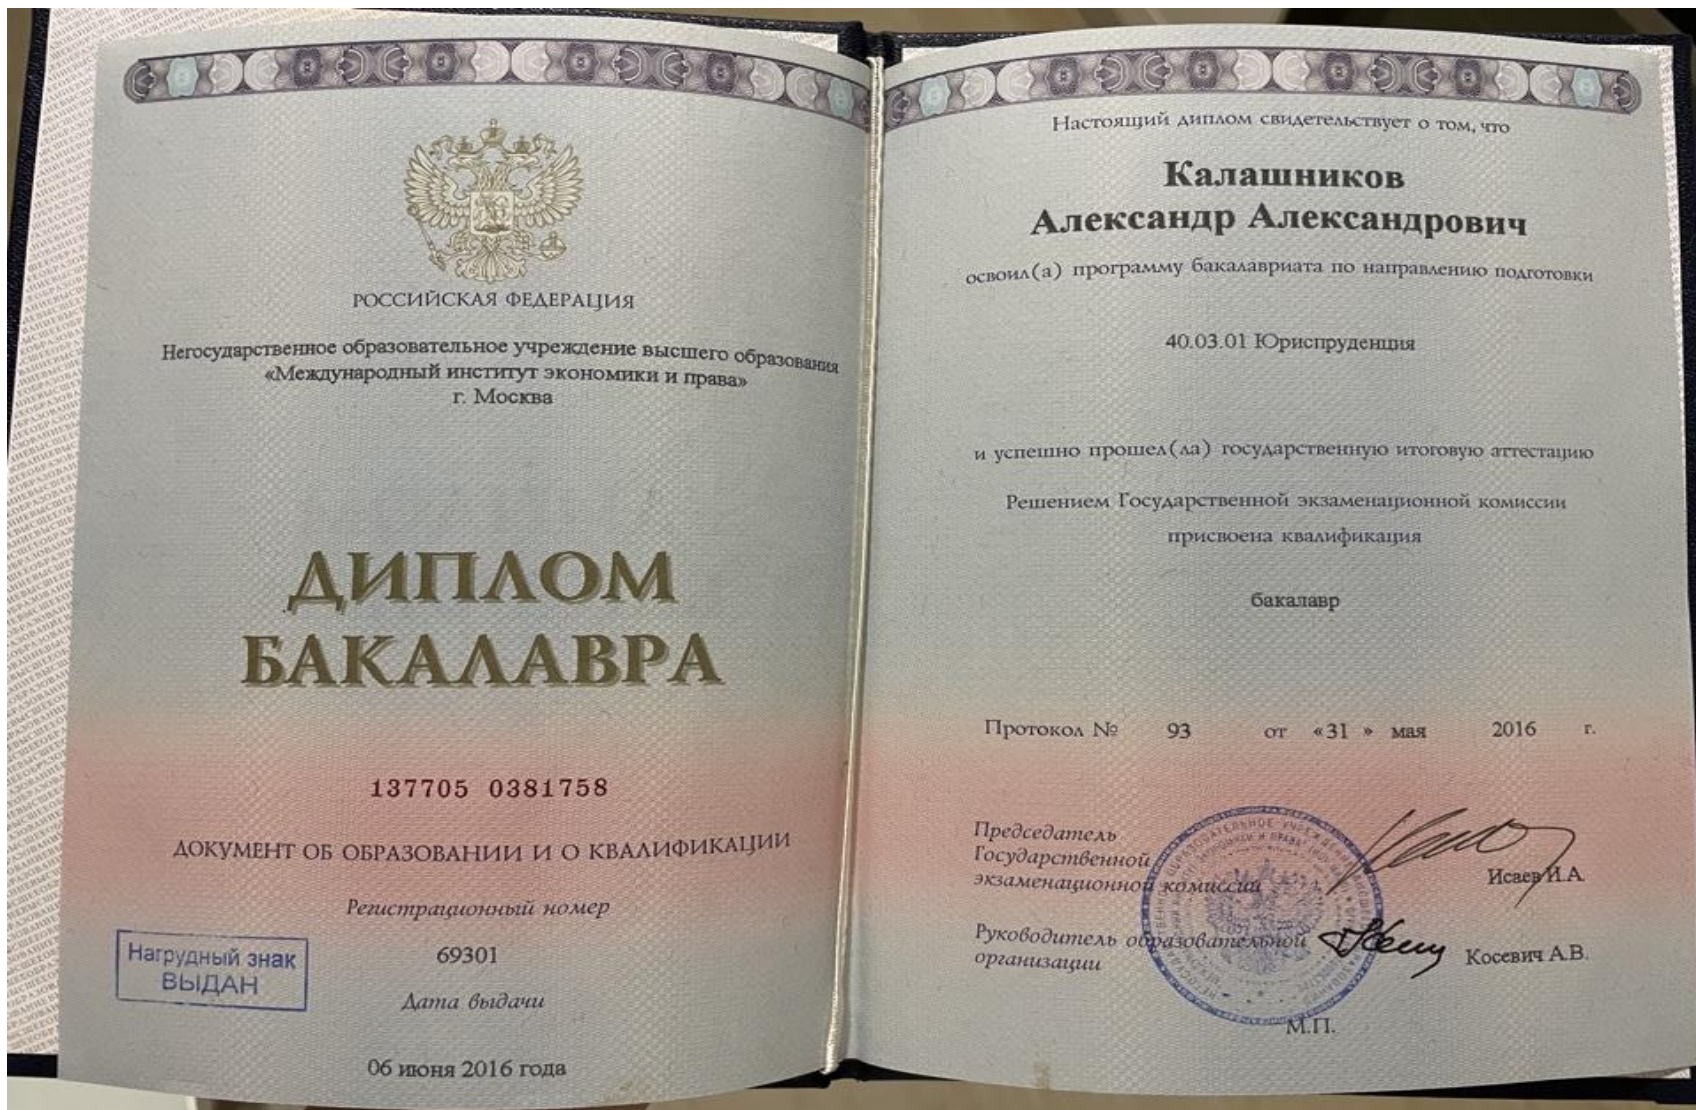 РОССИЙСКАЯ ФЕДЕРАЦИЯ
Негосударственное образовательное учреждение высшего образования
«Международный институт экономики и права»
г. Москва
ДИПЛОМ
БАКАЛАВРА
137705 0381758
ДОКУМЕНТ ОБ ОБРАЗОВАНИИ И О КВАЛИФИКАЦИИ
Регистрационный номер
69301
Нагрудный знак
ВЫДАН
Дата выдачи
06 июня 2016 года
Настоящий диплом свидетельствует о том, что
Калашников
Александр Александрович
освоил(а) программу бакалавриата по направлению подготовки
40.03.01 Юриспруденция
и успешно прошел(ла) государственную итоговую аттестацию
Решением Государственной экзаменационной комиссии
присвоена квалификация
бакалавр
Протокол № 93 от «31 » мая 2016 г.
Председатель
Государственной
экзаменационной комиссии
Исаев И.А.
Руководитель образовательной
организации
Косевич А.В.
М.П.